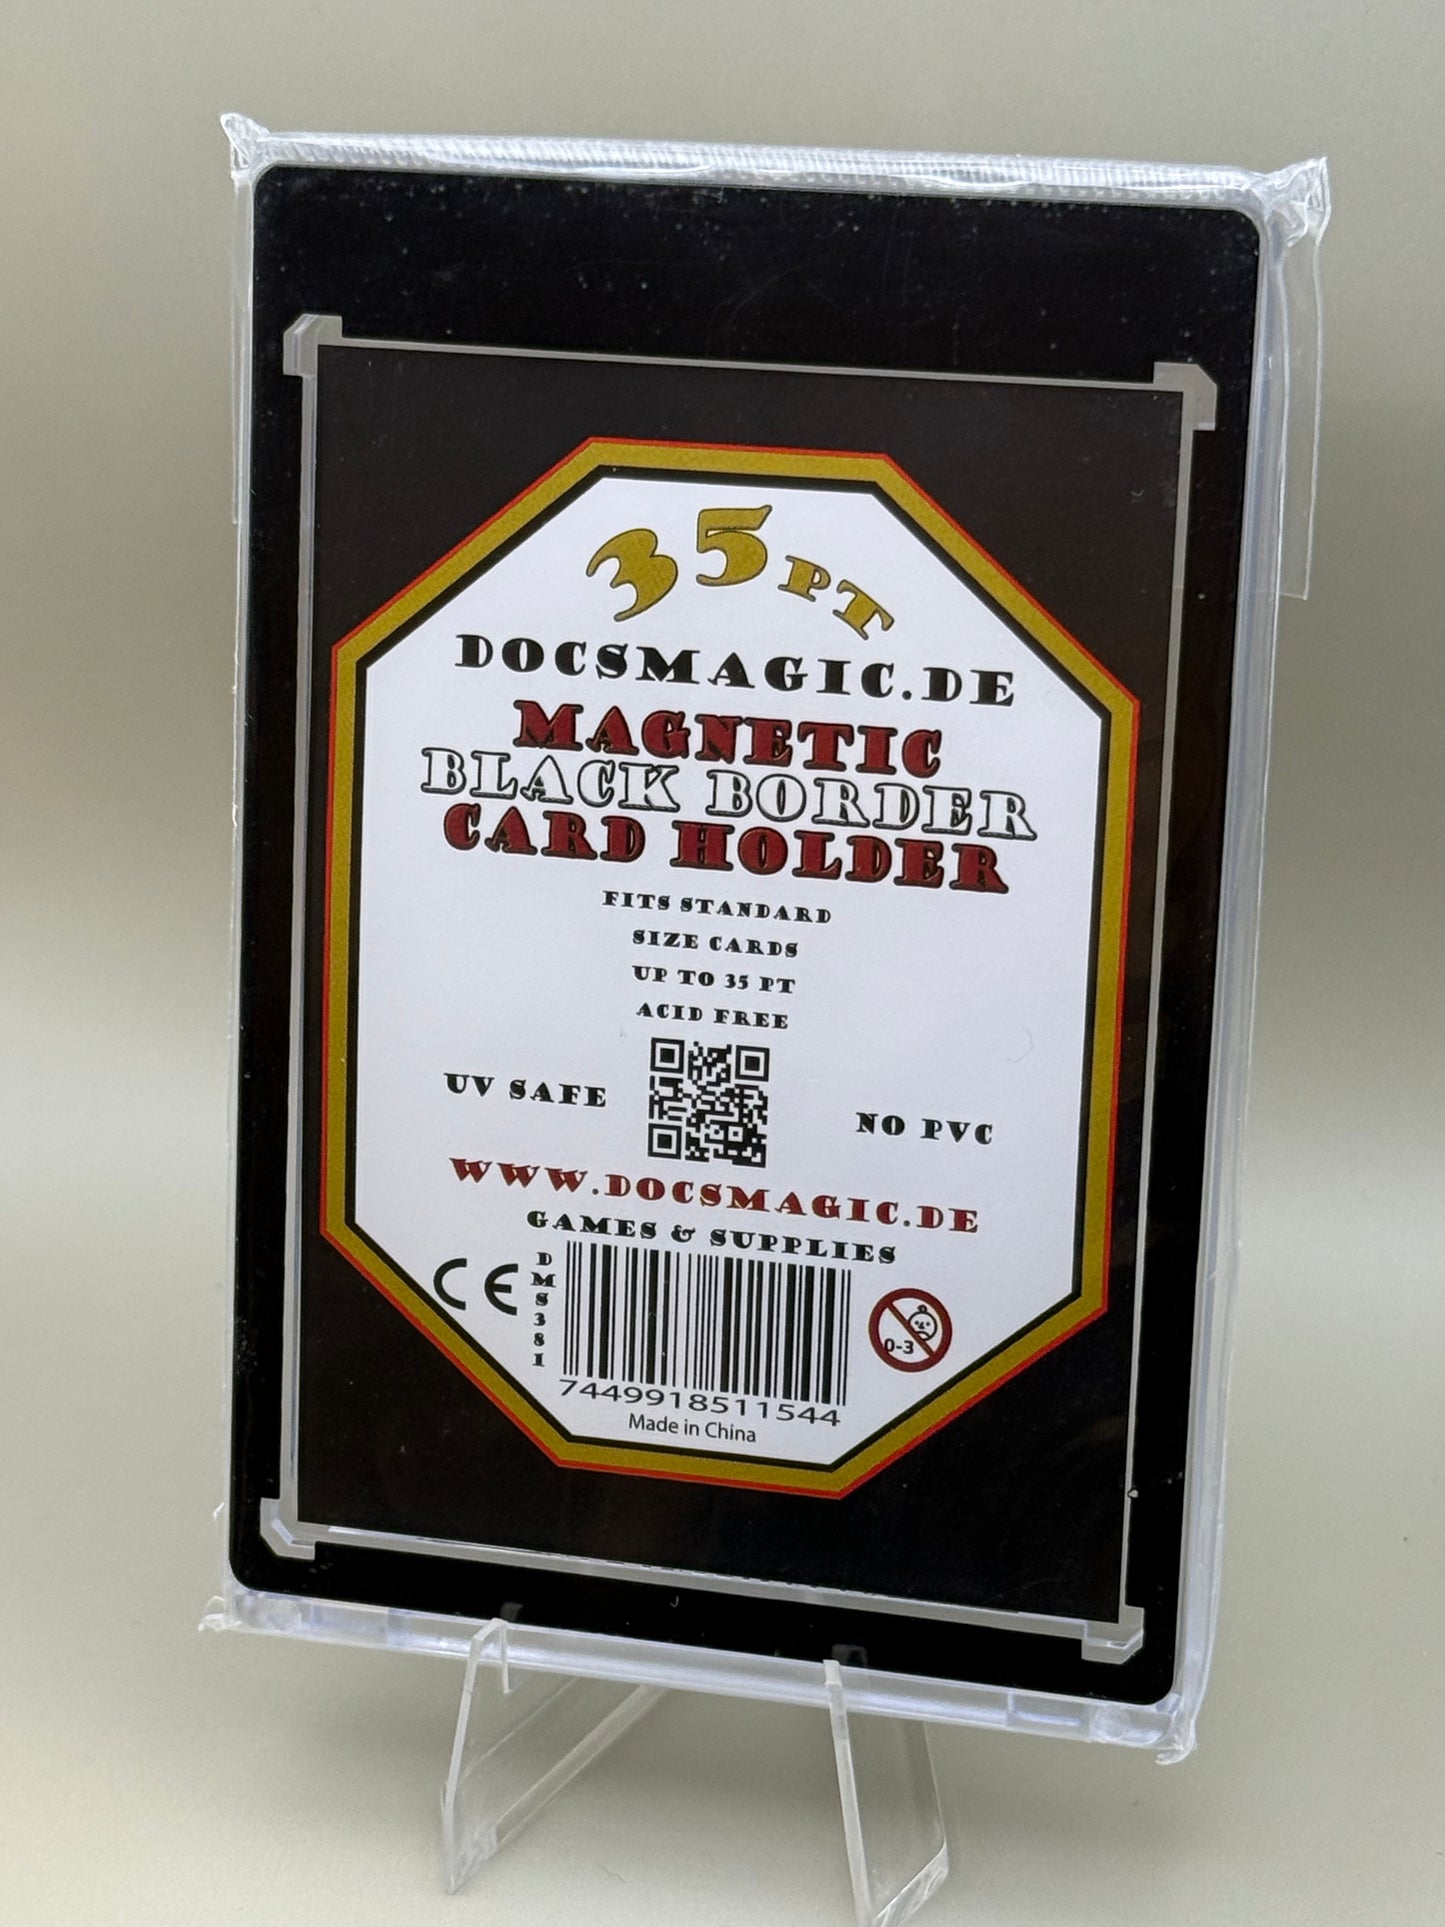 35PT
DOCSMAGIC.DE
MAGNETIC
BLACK BORDER
CARD HOLDER
FITS STANDARD
SIZE CARDS
UP TO 35 PT
ACID FREE
UV SAFE
NO PVC
WWW.DOCSMAGIC.DE
GAMES & SUPPLIES
CE
DMS381
0-3
7449918511544
Made in China